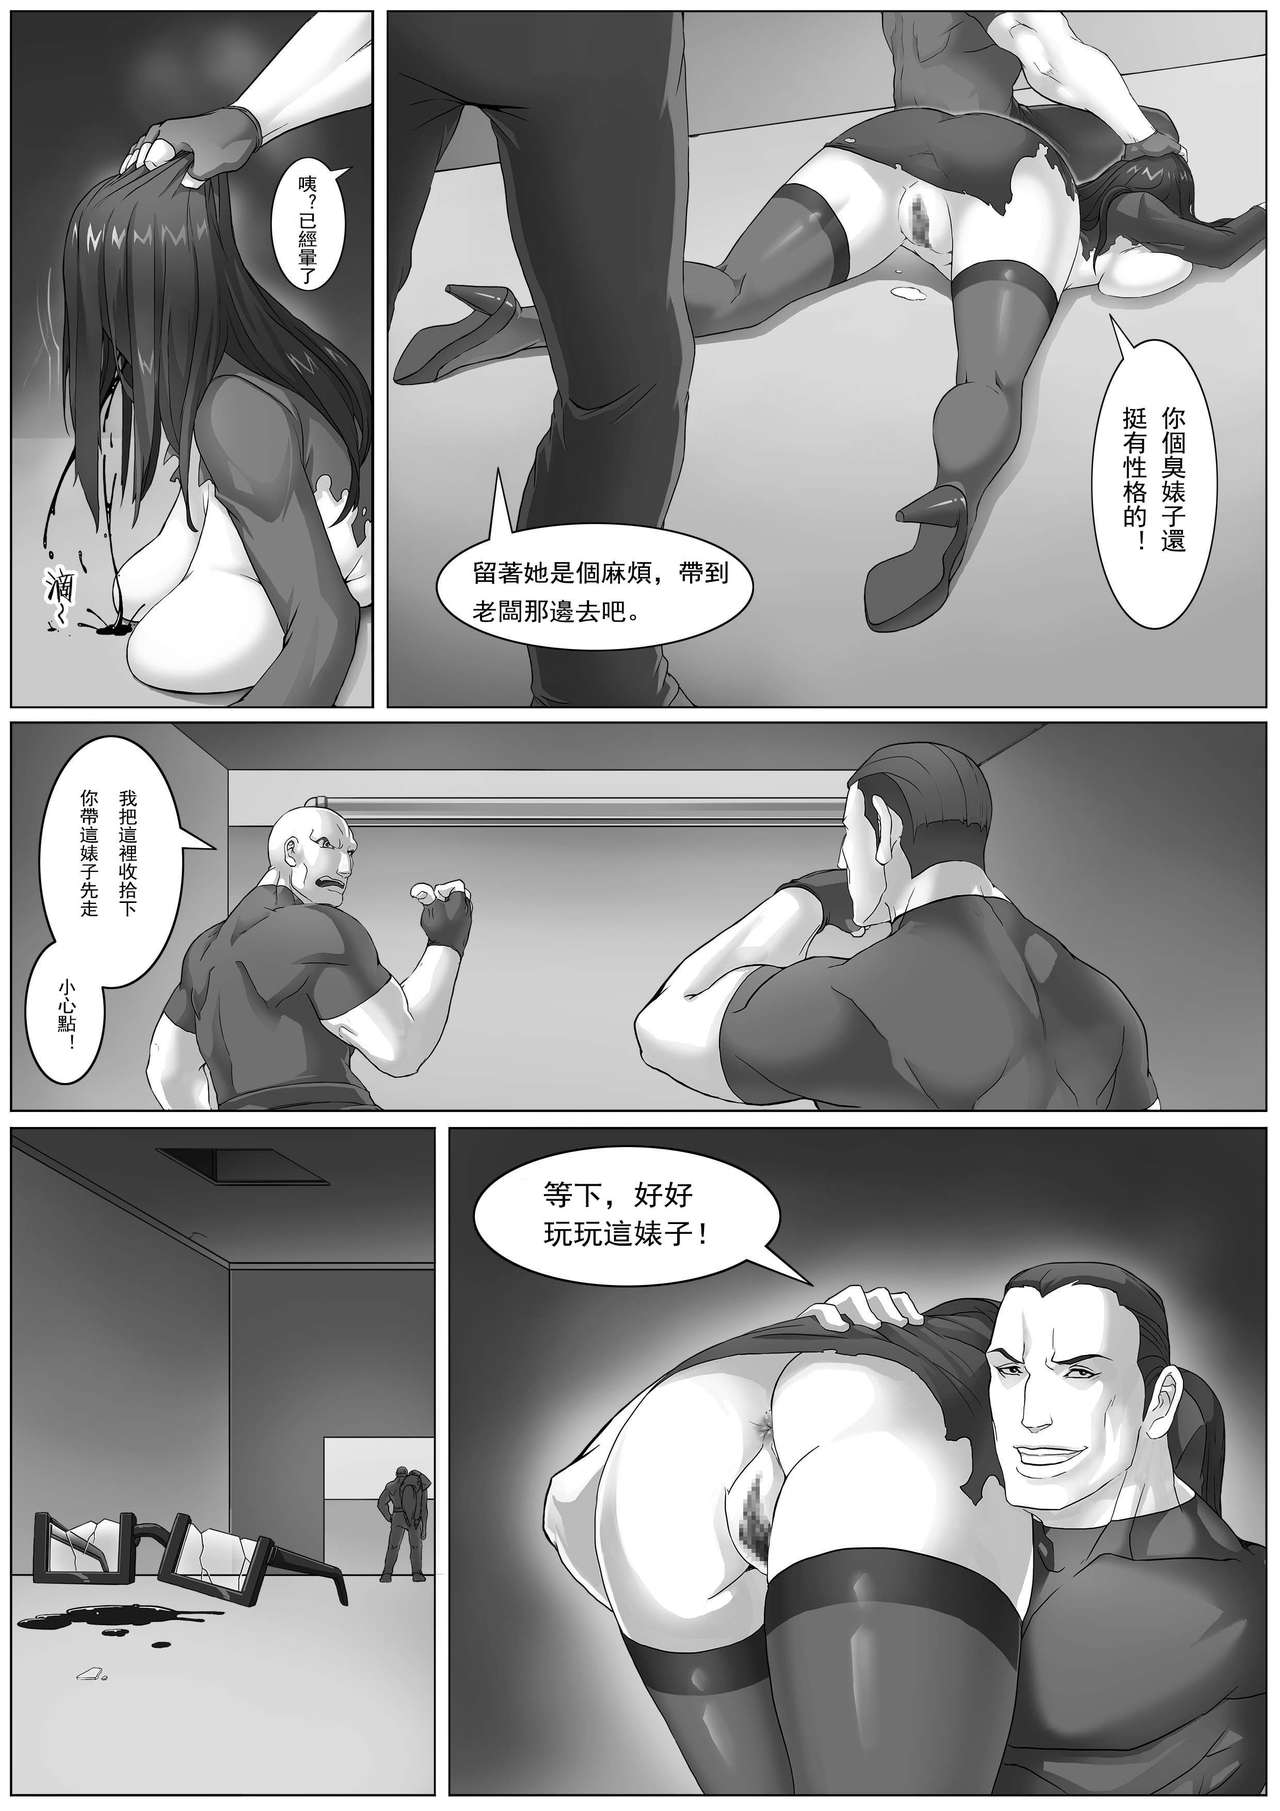 你個臭婊子還
挺有性格的！
留著她是個麻煩，帶到
老闆那邊去吧。
咦？已經暈了
滴~
我把這裡收拾下
你帶這婊子先走
小心點！
等下，好好
玩玩這婊子！